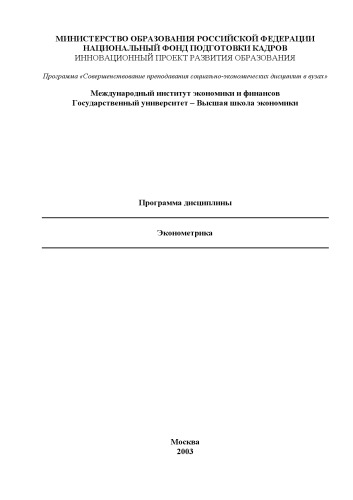 МИНИСТЕРСТВО ОБРАЗОВАНИЯ РОССИЙСКОЙ ФЕДЕРАЦИИ
НАЦИОНАЛЬНЫЙ ФОНД ПОДГОТОВКИ КАДРОВ
ИННОВАЦИОННЫЙ ПРОЕКТ РАЗВИТИЯ ОБРАЗОВАНИЯ
Программа «Совершенствование преподавания социально-экономических дисциплин в вузах»
Международный институт экономики и финансов
Государственный университет – Высшая школа экономики
Программа дисциплины
Эконометрика
Москва
2003